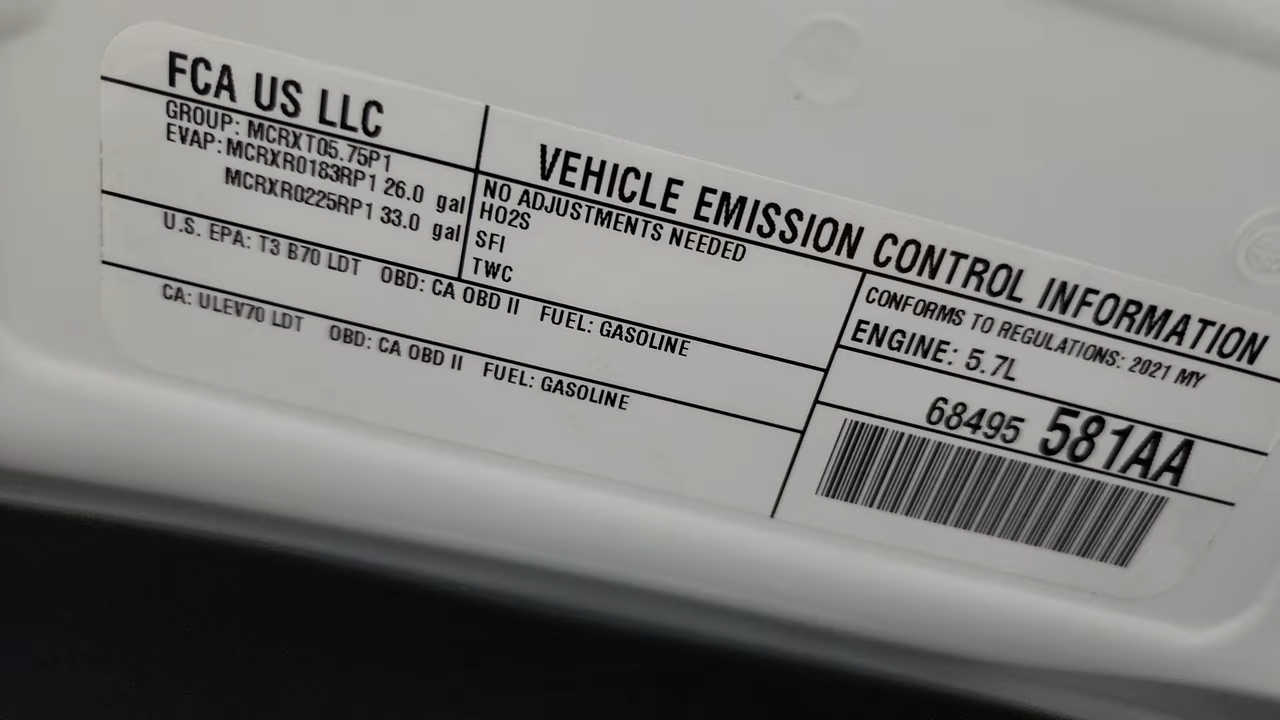 FCA US LLC
GROUP: MCRXT05.75P1
EVAP: MCRXR0183RP1 26.0 gal
MCRXR0225RP1 33.0 gal
VEHICLE EMISSION CONTROL INFORMATION
NO ADJUSTMENTS NEEDED
HO2S
SFI
TWC
CONFORMS TO REGULATIONS: 2021 MY
ENGINE: 5.7L
U.S. EPA: T3 B70 LDT OBD: CA OBD II FUEL: GASOLINE
CA: ULEV70 LDT OBD: CA OBD II FUEL: GASOLINE
68495 581AA